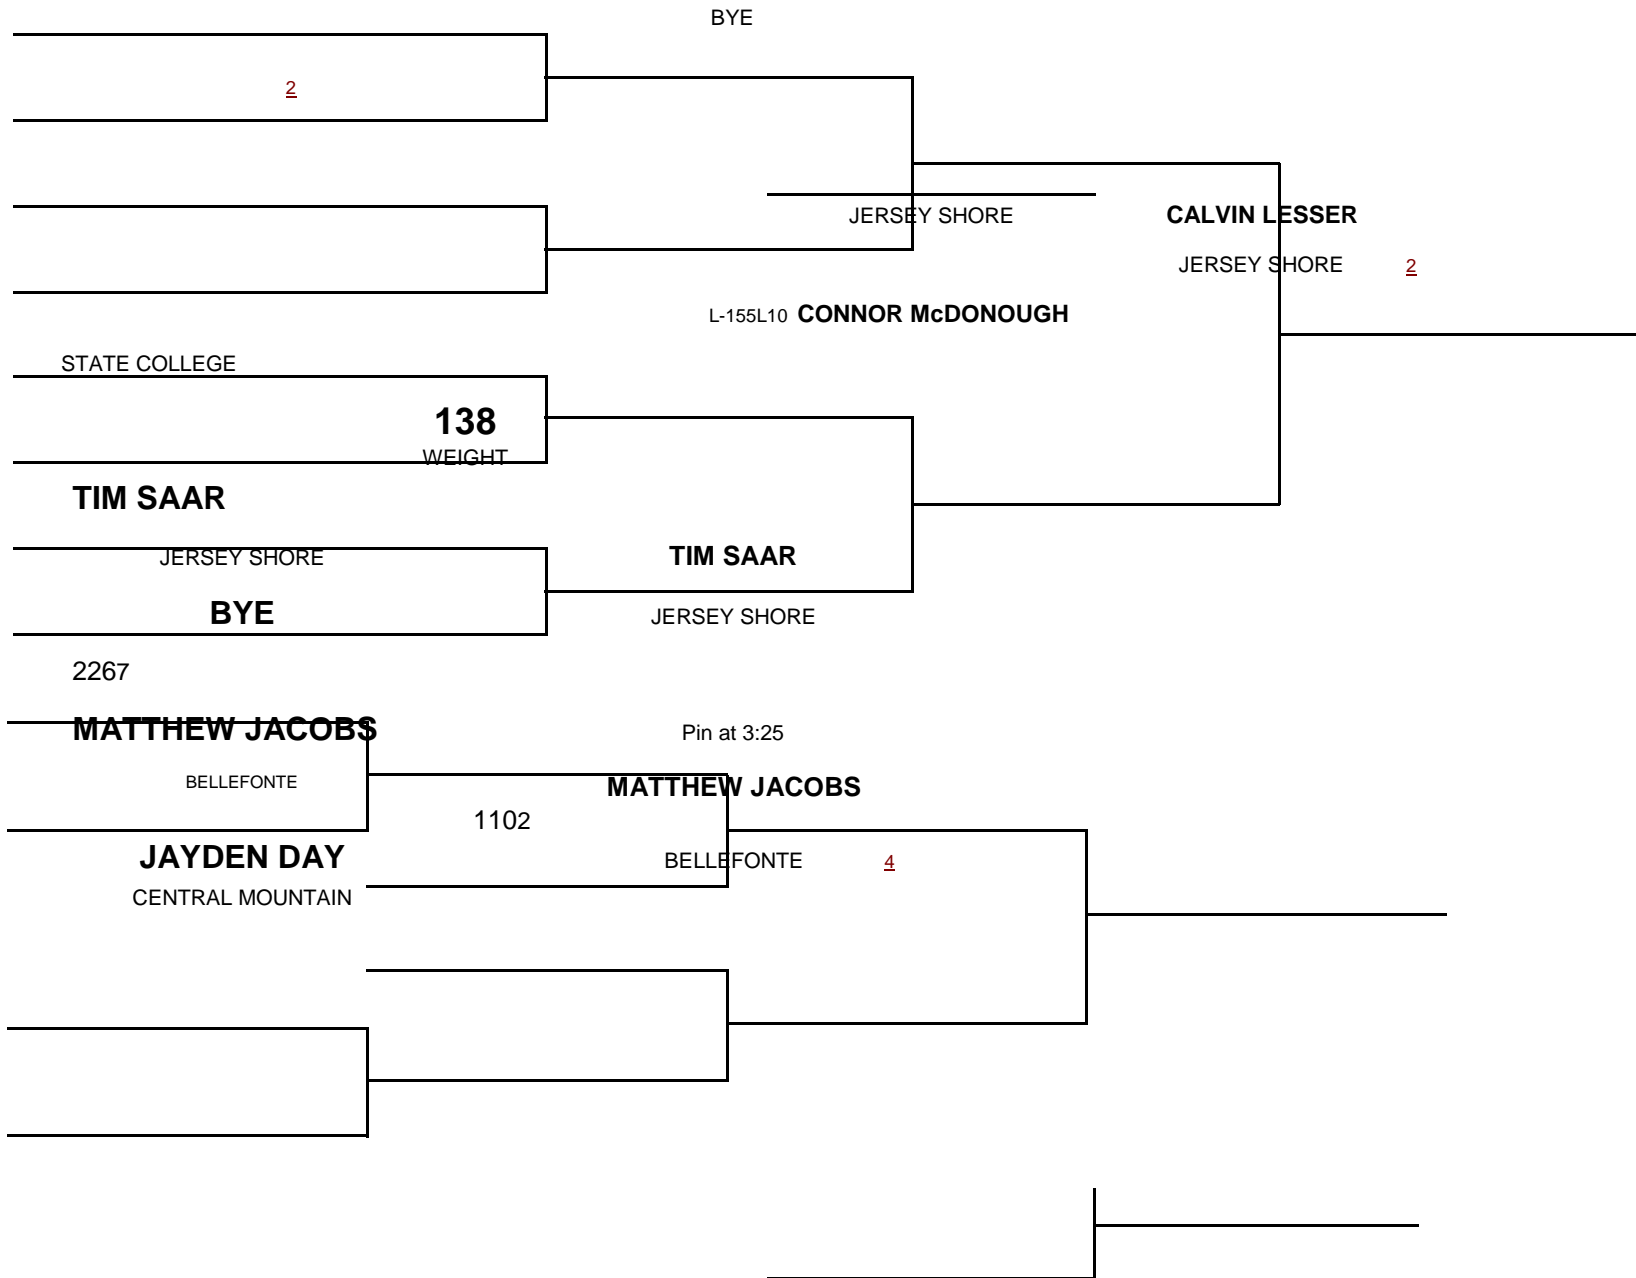 BYE
2
JERSEY SHORE CALVIN LESSER
JERSEY SHORE 2
L-155L10 CONNOR McDONOUGH
STATE COLLEGE
138
WEIGHT
TIM SAAR
JERSEY SHORE TIM SAAR
BYE JERSEY SHORE
2267
MATTHEW JACOBS Pin at 3:25
BELLEFONTE MATTHEW JACOBS
1102
JAYDEN DAY BELLEFONTE 4
CENTRAL MOUNTAIN